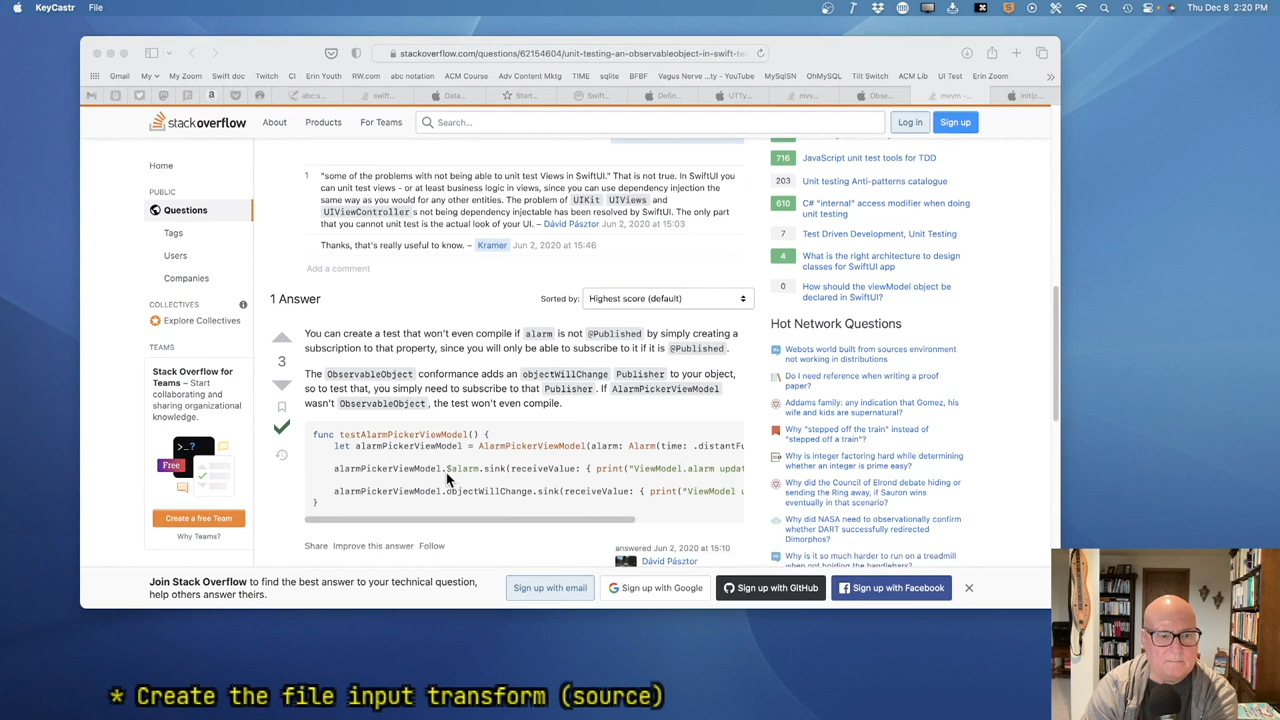 KeyCastr File Thu Dec 8 2:20 PM
stackoverflow.com/questions/62154604/unit-testing-an-observableobject-in-swift-te...
Gmail My My Zoom Swift doc Twitch CI Erin Youth RW.com abc notation ACM Course Adv Content Mktg TIME sqlite BFBF Vagus Nerve ...ty - YouTube MySqlSN OhMySQL Tilt Switch ACM Lib UI Test Erin Zoom
abc:s... swift... Data... Start... Swift... Defin... UTTy... mvv... Obse... mvvm -... init(c...
stackoverflow About Products For Teams Search... Log in Sign up
Home
PUBLIC
Questions
Tags
Users
Companies
COLLECTIVES
Explore Collectives
TEAMS
Stack Overflow for
Teams – Start
collaborating and
sharing organizational
knowledge.
Free
Create a free Team
Why Teams?
1 "some of the problems with not being able to unit test Views in SwiftUI." That is not true. In SwiftUI you
can unit test views - or at least business logic in views, since you can use dependency injection the
same way as you would for any other entities. The problem of UIKit UIViews and
UIViewController s not being dependency injectable has been resolved by SwiftUI. The only part
that you cannot unit test is the actual look of your UI. – Dávid Pásztor Jun 2, 2020 at 15:03
Thanks, that's really useful to know. – Kramer Jun 2, 2020 at 15:46
Add a comment
1 Answer
Sorted by: Highest score (default)
3
You can create a test that won't even compile if alarm is not @Published by simply creating a
subscription to that property, since you will only be able to subscribe to it if it is @Published.
The ObservableObject conformance adds an objectWillChange Publisher to your object,
so to test that, you simply need to subscribe to that Publisher. If AlarmPickerViewModel
wasn't ObservableObject, the test won't even compile.
func testAlarmPickerViewModel() {
let alarmPickerViewModel = AlarmPickerViewModel(alarm: Alarm(time: .distantFu
alarmPickerViewModel.$alarm.sink(receiveValue: { print("ViewModel.alarm updat
alarmPickerViewModel.objectWillChange.sink(receiveValue: { print("ViewModel u
}
Share Improve this answer Follow
answered Jun 2, 2020 at 15:10
Dávid Pásztor
716 JavaScript unit test tools for TDD
203 Unit testing Anti-patterns catalogue
610 C# "internal" access modifier when doing
unit testing
7 Test Driven Development, Unit Testing
4 What is the right architecture to design
classes for SwiftUI app
0 How should the viewModel object be
declared in SwiftUI?
Hot Network Questions
Webots world built from sources environment
not working in distributions
Do I need reference when writing a proof
paper?
Addams family: any indication that Gomez, his
wife and kids are supernatural?
Why "stepped off the train" instead of
"stepped off a train"?
Why is integer factoring hard while determining
whether an integer is prime easy?
Why did the Council of Elrond debate hiding or
sending the Ring away, if Sauron wins
eventually in that scenario?
Why did NASA need to observationally confirm
whether DART successfully redirected
Dimorphos?
Why is it so much harder to run on a treadmill
when not holding the handlebars?
Join Stack Overflow to find the best answer to your technical question,
help others answer theirs.
Sign up with email Sign up with Google Sign up with GitHub Sign up with Facebook
* Create the file input transform (source)